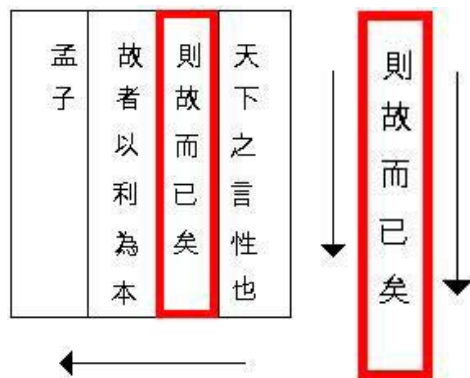 天下之言性也
則故而已矣
故者以利為本
孟子
則故而已矣